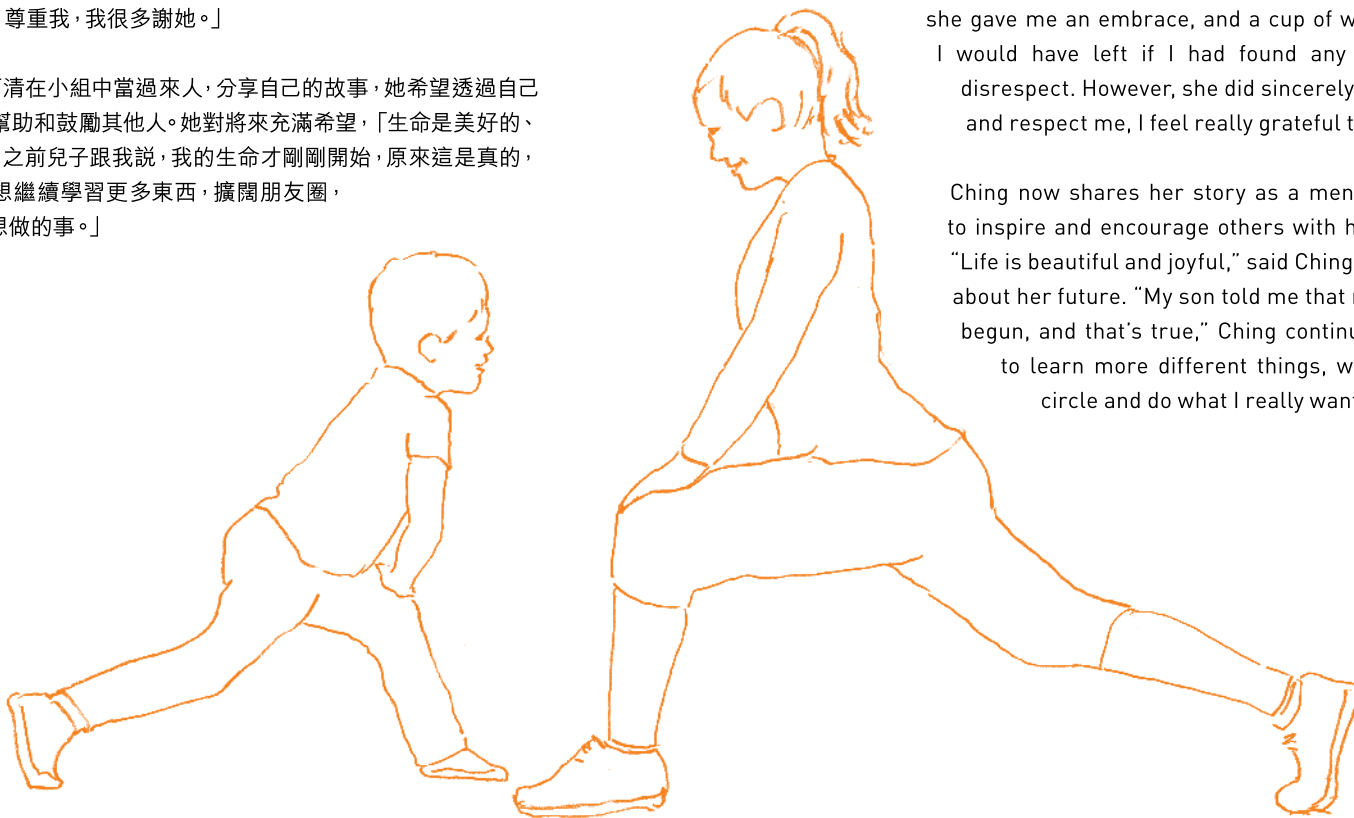 尊重我，我很多謝她。」
清在小組中當過來人，分享自己的故事，她希望透過自己
幫助和鼓勵其他人。她對將來充滿希望，「生命是美好的、
之前兒子跟我說，我的生命才剛剛開始，原來這是真的，
想繼續學習更多東西，擴闊朋友圈，
想做的事。」
she gave me an embrace, and a cup of w
I would have left if I had found any
disrespect. However, she did sincerely
and respect me, I feel really grateful t
Ching now shares her story as a men
to inspire and encourage others with h
“Life is beautiful and joyful,” said Ching
about her future. “My son told me that
begun, and that’s true,” Ching continu
to learn more different things, w
circle and do what I really want